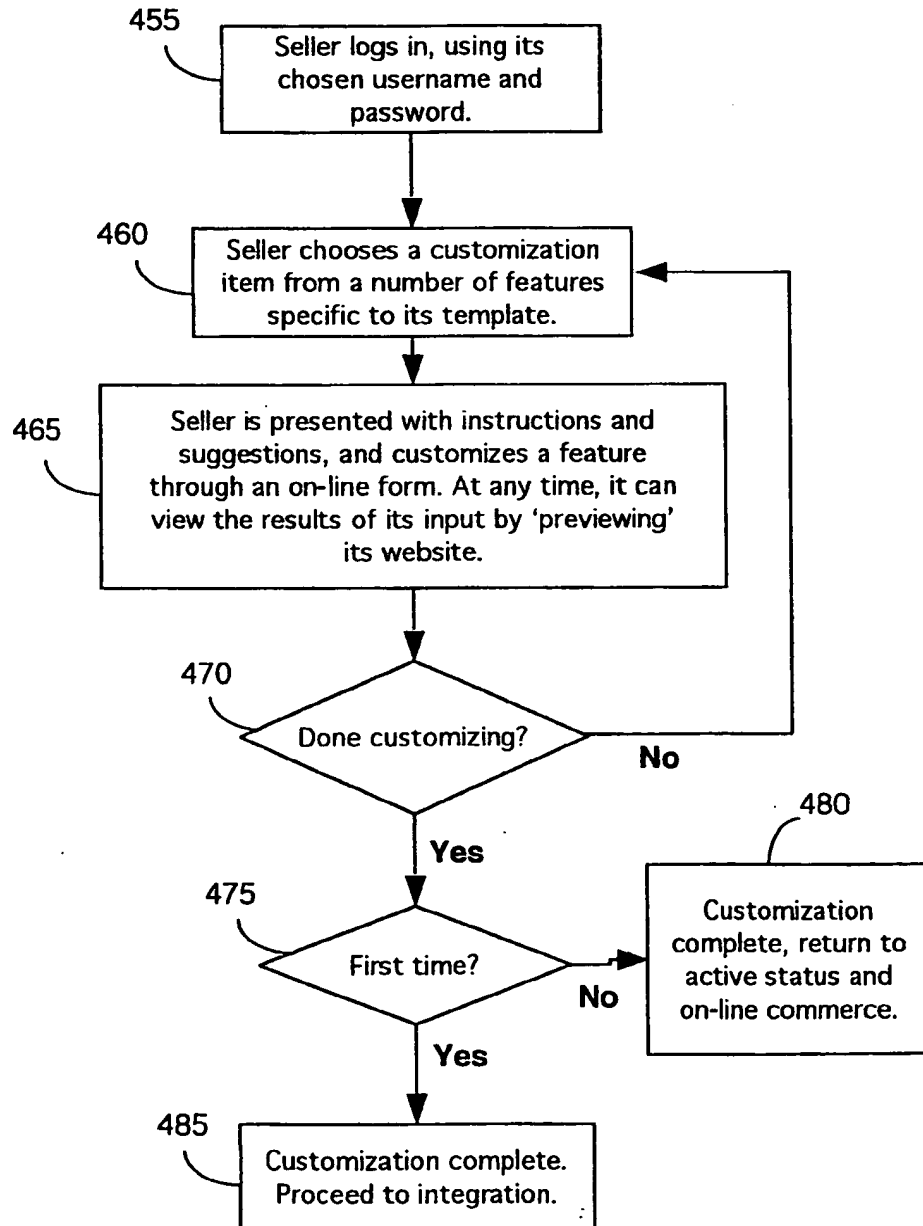 455
Seller logs in, using its
chosen username and
password.
460
Seller chooses a customization
item from a number of features
specific to its template.
465
Seller is presented with instructions and
suggestions, and customizes a feature
through an on-line form. At any time, it can
view the results of its input by ‘previewing’
its website.
470
Done customizing?
No
Yes
475
First time?
No
480
Customization
complete, return to
active status and
on-line commerce.
Yes
485
Customization complete.
Proceed to integration.